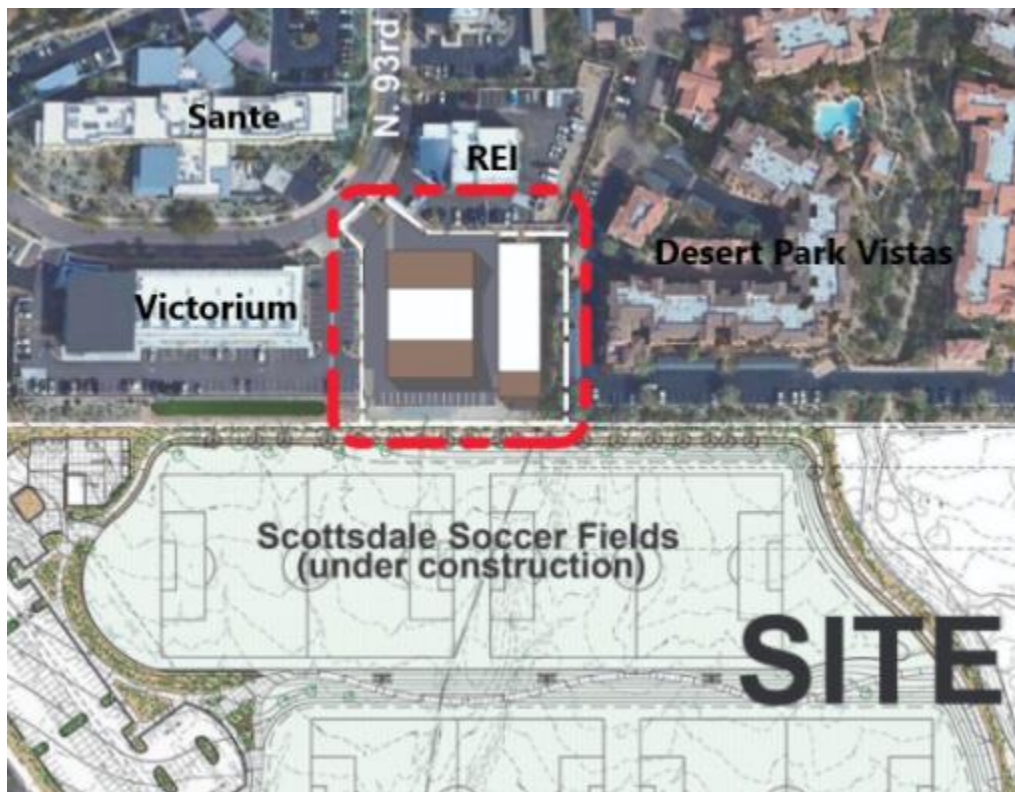 Sante
N. 93rd
REI
Desert Park Vistas
Victorium
Scottsdale Soccer Fields
(under construction)
SITE